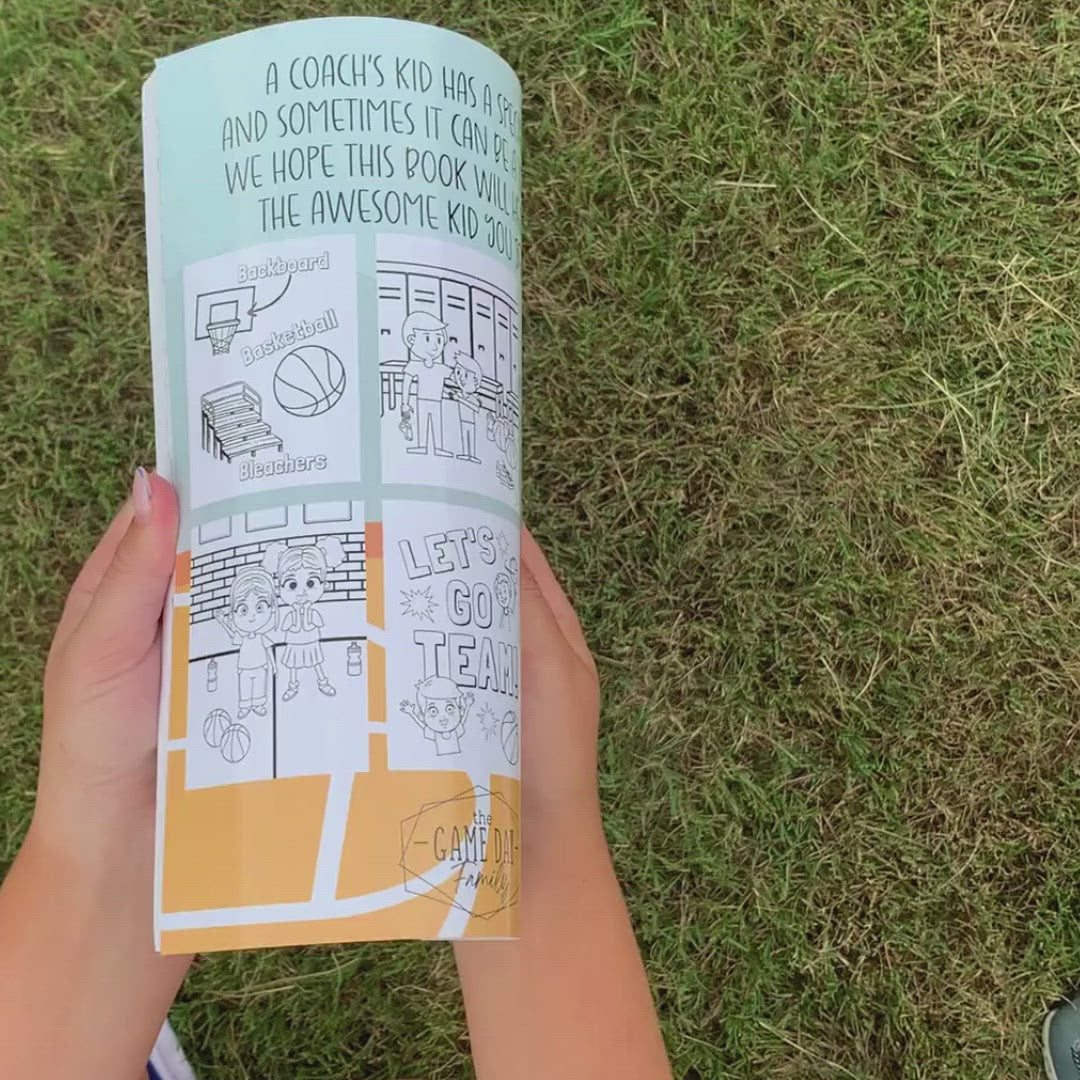 A COACH'S KID HAS A
AND SOMETIMES IT CAN BE
WE HOPE THIS BOOK WILL
THE AWESOME KID YOU
Backboard
Basketball
Bleachers
LET'S
GO
TEAM!
the
GAME DAY
Family